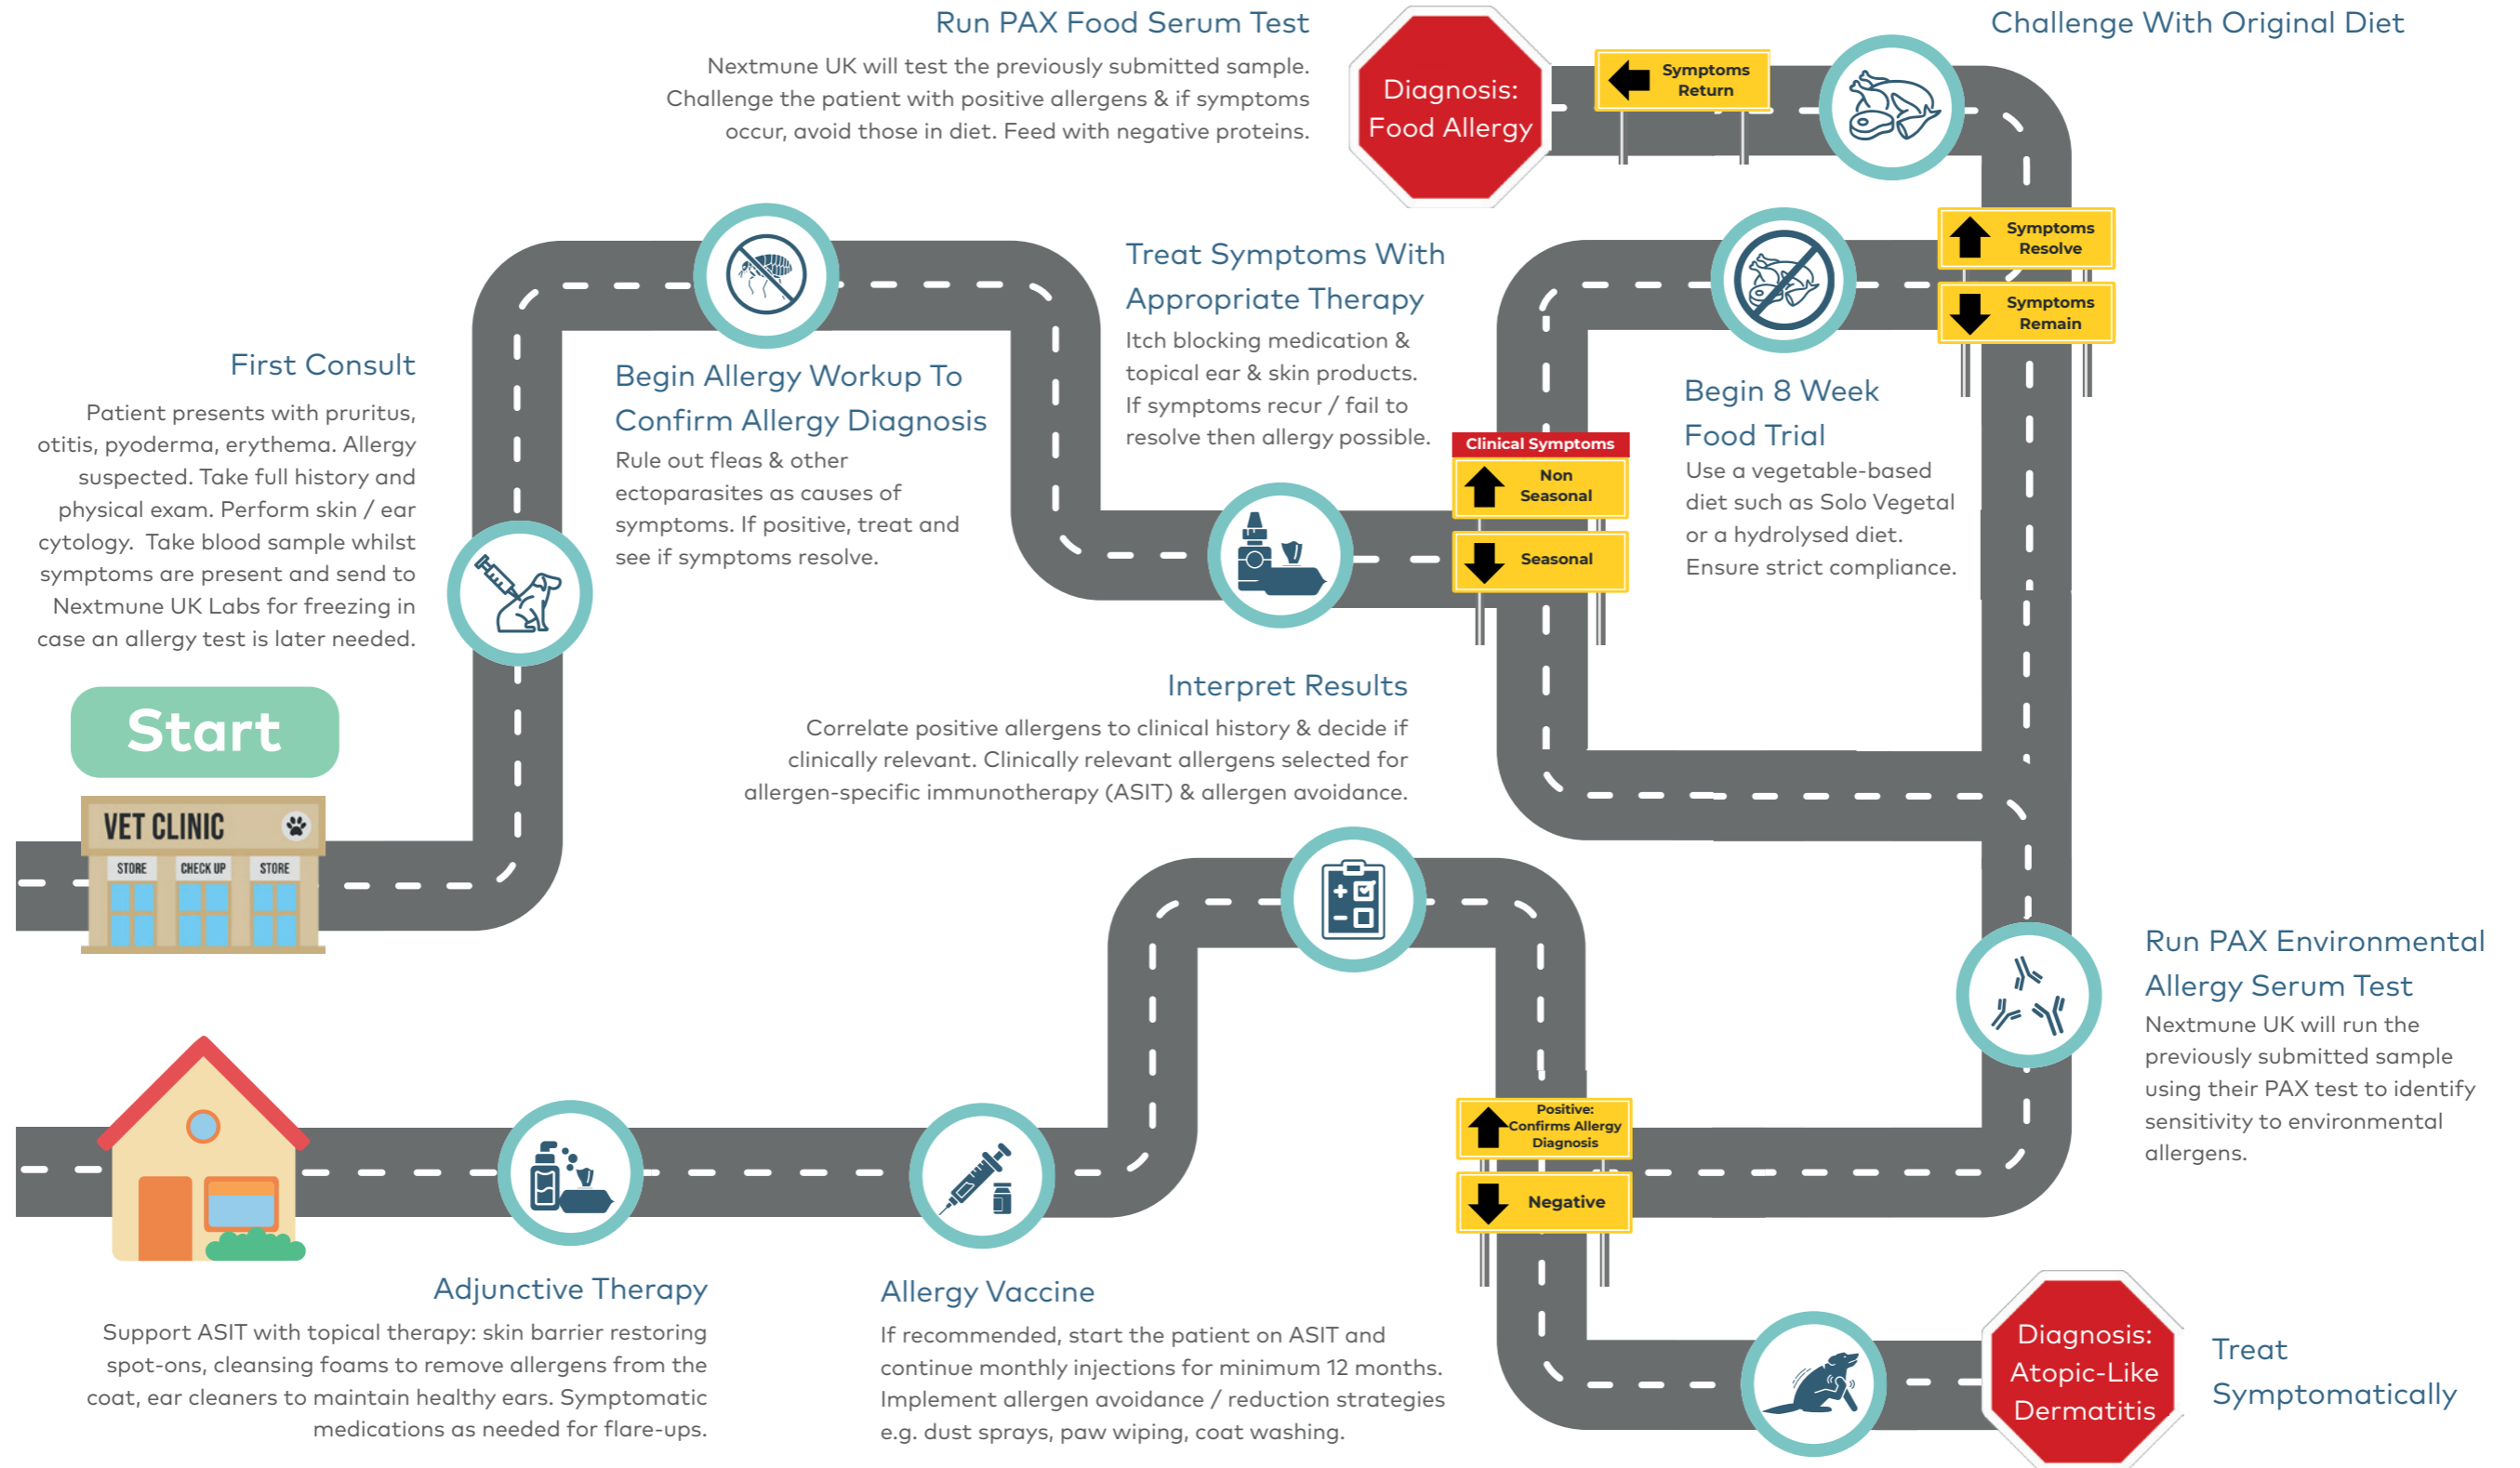 Start
VET CLINIC
STORE
CHECK UP
STORE
First Consult
Patient presents with pruritus,
otitis, pyoderma, erythema. Allergy
suspected. Take full history and
physical exam. Perform skin / ear
cytology. Take blood sample whilst
symptoms are present and send to
Nextmune UK Labs for freezing in
case an allergy test is later needed.
Begin Allergy Workup To
Confirm Allergy Diagnosis
Rule out fleas & other
ectoparasites as causes of
symptoms. If positive, treat and
see if symptoms resolve.
Treat Symptoms With
Appropriate Therapy
Itch blocking medication &
topical ear & skin products.
If symptoms recur / fail to
resolve then allergy possible.
Clinical Symptoms
Non
Seasonal
Seasonal
Begin 8 Week
Food Trial
Use a vegetable-based
diet such as Solo Vegetal
or a hydrolysed diet.
Ensure strict compliance.
Symptoms
Resolve
Symptoms
Remain
Challenge With Original Diet
Symptoms
Return
Diagnosis:
Food Allergy
Run PAX Food Serum Test
Nextmune UK will test the previously submitted sample.
Challenge the patient with positive allergens & if symptoms
occur, avoid those in diet. Feed with negative proteins.
Run PAX Environmental
Allergy Serum Test
Nextmune UK will run the
previously submitted sample
using their PAX test to identify
sensitivity to environmental
allergens.
Positive:
Confirms Allergy
Diagnosis
Negative
Diagnosis:
Atopic-Like
Dermatitis
Treat
Symptomatically
Interpret Results
Correlate positive allergens to clinical history & decide if
clinically relevant. Clinically relevant allergens selected for
allergen-specific immunotherapy (ASIT) & allergen avoidance.
Allergy Vaccine
If recommended, start the patient on ASIT and
continue monthly injections for minimum 12 months.
Implement allergen avoidance / reduction strategies
e.g. dust sprays, paw wiping, coat washing.
Adjunctive Therapy
Support ASIT with topical therapy: skin barrier restoring
spot-ons, cleansing foams to remove allergens from the
coat, ear cleaners to maintain healthy ears. Symptomatic
medications as needed for flare-ups.